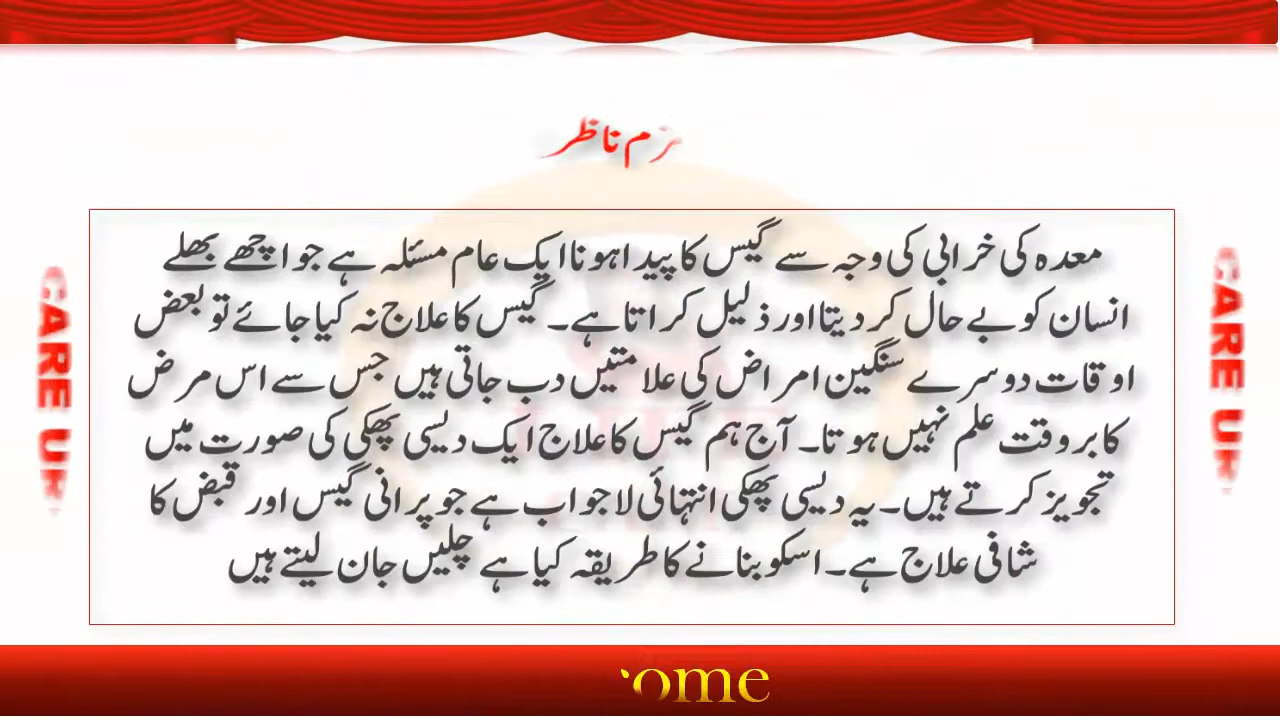 ناظر
معدہ کی خرابی کی وجہ سے گیس کا پیدا ہونا ایک عام مسئلہ ہے جو اچھے بھلے
انسان کو بے حال کر دیتا اور ذلیل کراتا ہے۔ گیس کا علاج نہ کیا جائے تو بعض
اوقات دوسرے سنگین امراض کی علامتیں دب جاتی ہیں جس سے اس مرض
کا بروقت علم نہیں ہوتا۔ آج ہم گیس کا علاج ایک دیسی پھکی کی صورت میں
تجویز کرتے ہیں۔ یہ دیسی پھکی انتہائی لاجواب ہے جو پرانی گیس اور قبض کا
شافی علاج ہے۔ اسکو بنانے کا طریقہ کیا ہے چلیں جان لیتے ہیں
CARE
CARE
ome